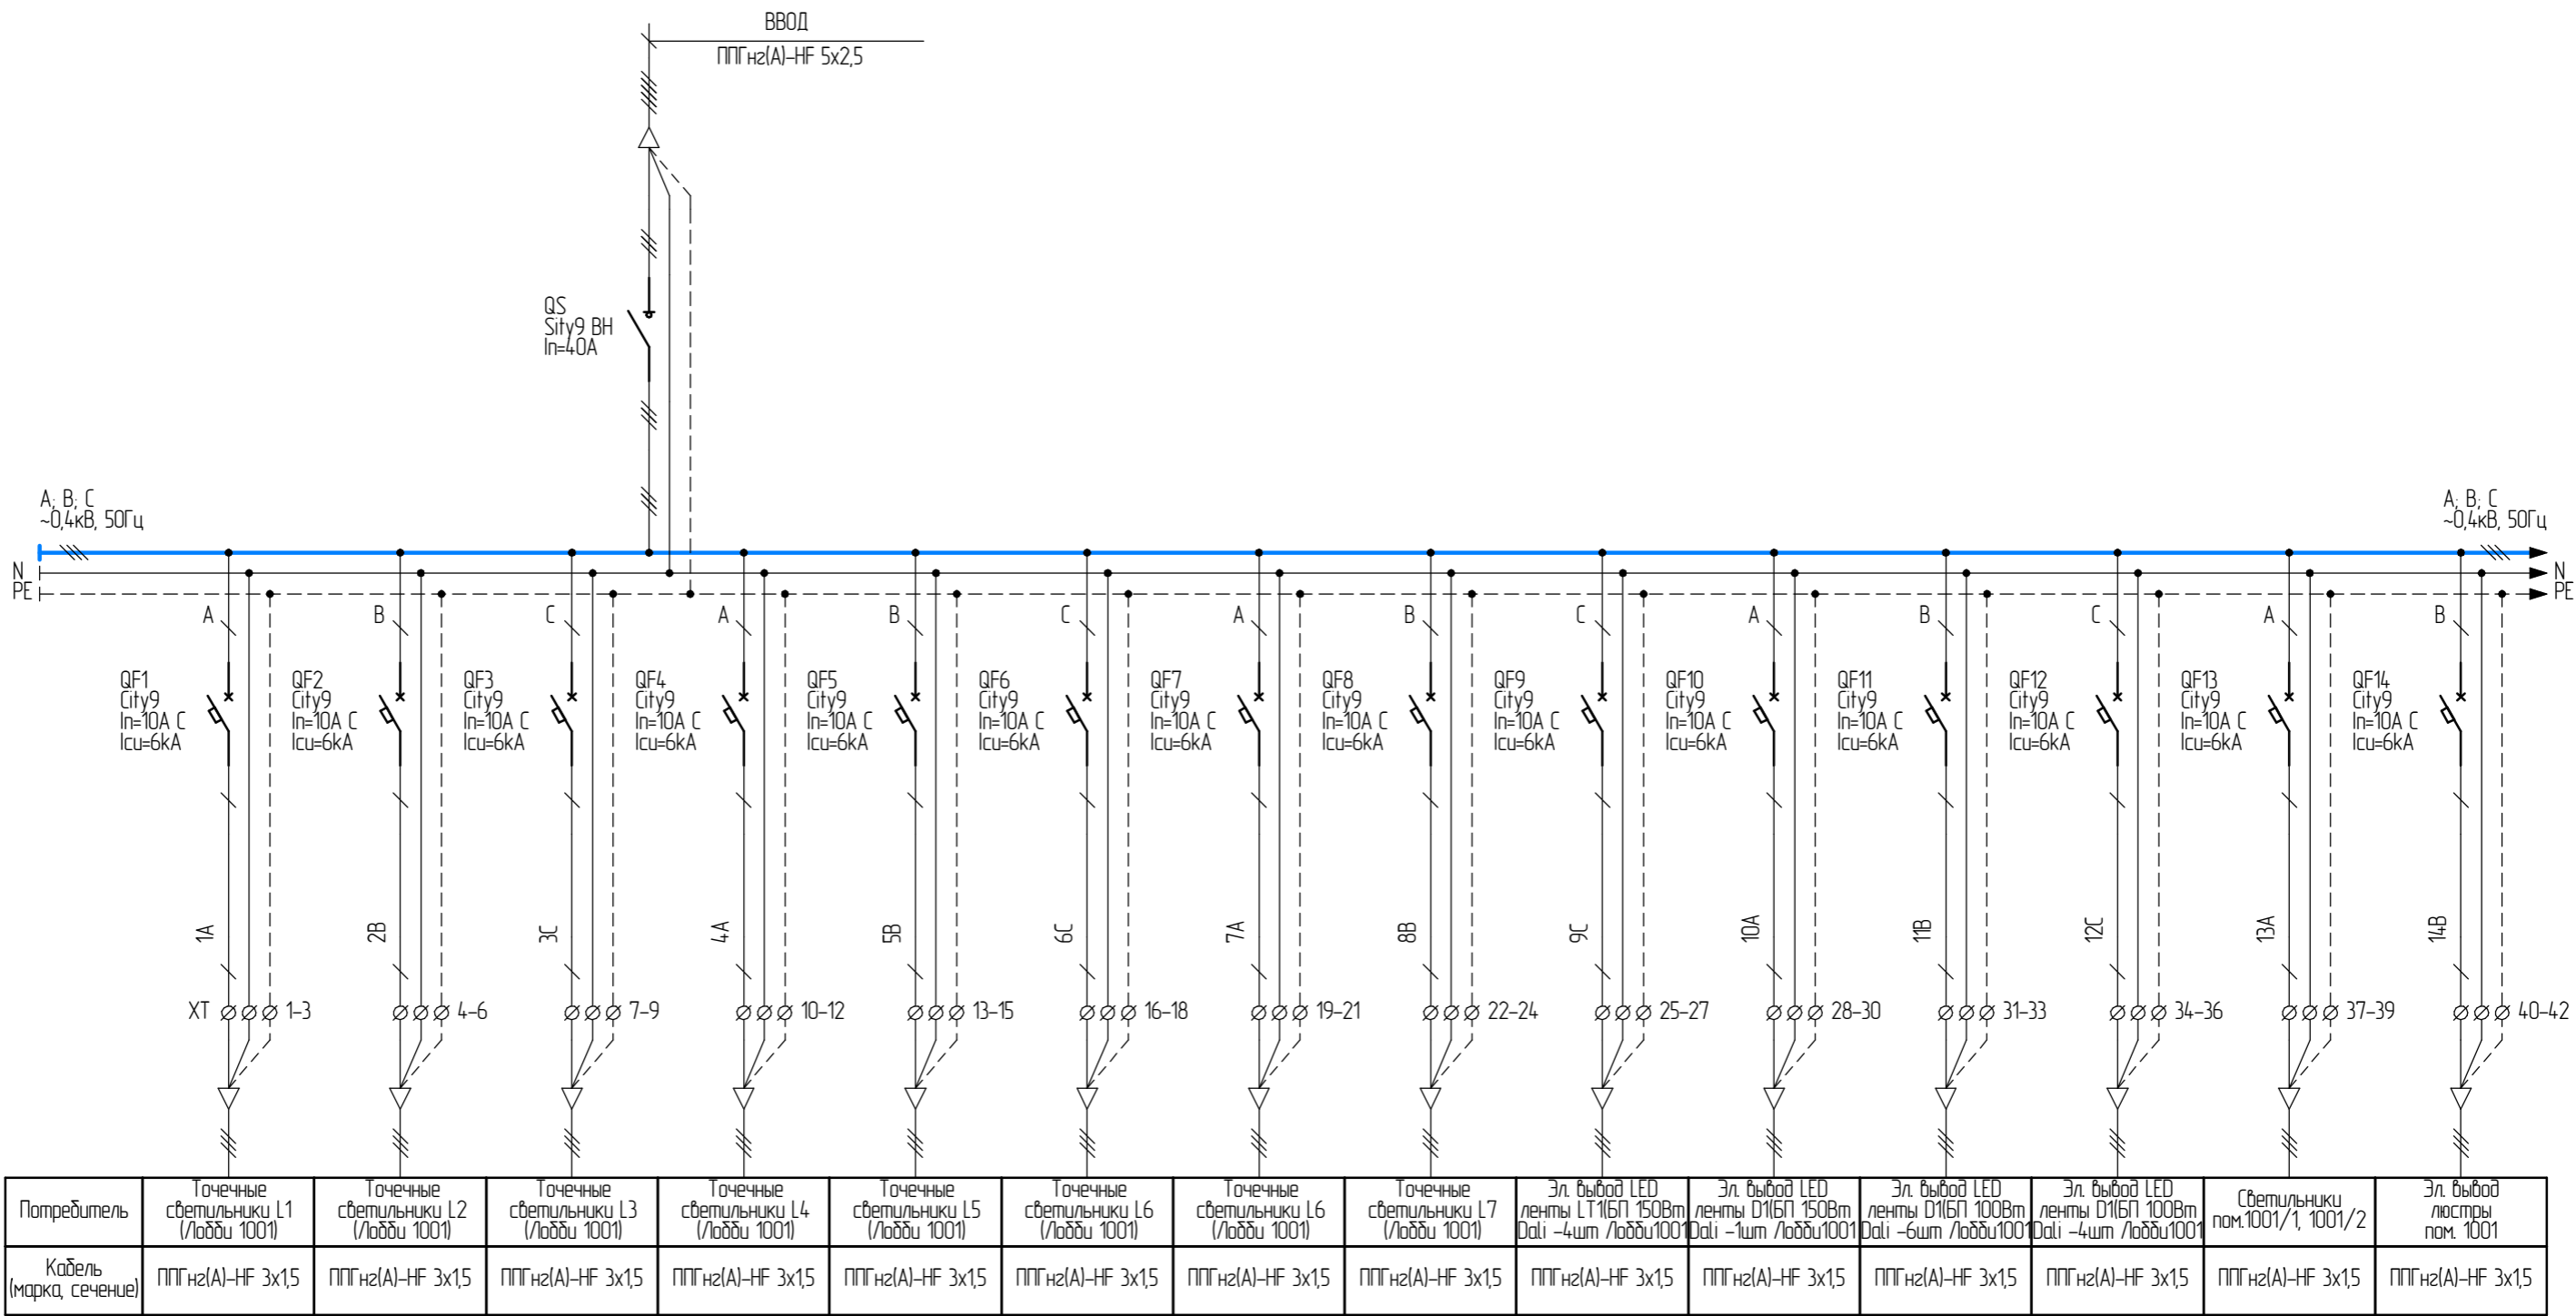 ВВОД
ППГнг(А)-HF 5х2,5
QS
Sity9 ВН
In=40A
A; B; C
~0,4кВ, 50Гц
A; B; C
~0,4кВ, 50Гц
N
PE
N
PE
A
B
C
A
B
C
A
B
C
A
B
C
A
B
QF1
City9
In=10A C
Icu=6kA
QF2
City9
In=10A C
Icu=6kA
QF3
City9
In=10A C
Icu=6kA
QF4
City9
In=10A C
Icu=6kA
QF5
City9
In=10A C
Icu=6kA
QF6
City9
In=10A C
Icu=6kA
QF7
City9
In=10A C
Icu=6kA
QF8
City9
In=10A C
Icu=6kA
QF9
City9
In=10A C
Icu=6kA
QF10
City9
In=10A C
Icu=6kA
QF11
City9
In=10A C
Icu=6kA
QF12
City9
In=10A C
Icu=6kA
QF13
City9
In=10A C
Icu=6kA
QF14
City9
In=10A C
Icu=6kA
1A
2B
3C
4A
5B
6C
7A
8B
9C
10A
11B
12C
13A
14B
XT
1-3
4-6
7-9
10-12
13-15
16-18
19-21
22-24
25-27
28-30
31-33
34-36
37-39
40-42
Потребитель
Точечные
светильники L1
(Лобби 1001)
Точечные
светильники L2
(Лобби 1001)
Точечные
светильники L3
(Лобби 1001)
Точечные
светильники L4
(Лобби 1001)
Точечные
светильники L5
(Лобби 1001)
Точечные
светильники L6
(Лобби 1001)
Точечные
светильники L6
(Лобби 1001)
Точечные
светильники L7
(Лобби 1001)
Эл. вывод LED
ленты LT1(БП 150Вт
Dali -4шт Лобби1001
Эл. вывод LED
ленты D1(БП 150Вт
Dali -1шт Лобби1001
Эл. вывод LED
ленты D1(БП 100Вт
Dali -6шт Лобби1001
Эл. вывод LED
ленты D1(БП 100Вт
Dali -4шт Лобби1001
Светильники
пом.1001/1, 1001/2
Эл. вывод
люстры
пом. 1001
Кабель
(марка, сечение)
ППГнг(А)-HF 3х1,5
ППГнг(А)-HF 3х1,5
ППГнг(А)-HF 3х1,5
ППГнг(А)-HF 3х1,5
ППГнг(А)-HF 3х1,5
ППГнг(А)-HF 3х1,5
ППГнг(А)-HF 3х1,5
ППГнг(А)-HF 3х1,5
ППГнг(А)-HF 3х1,5
ППГнг(А)-HF 3х1,5
ППГнг(А)-HF 3х1,5
ППГнг(А)-HF 3х1,5
ППГнг(А)-HF 3х1,5
ППГнг(А)-HF 3х1,5